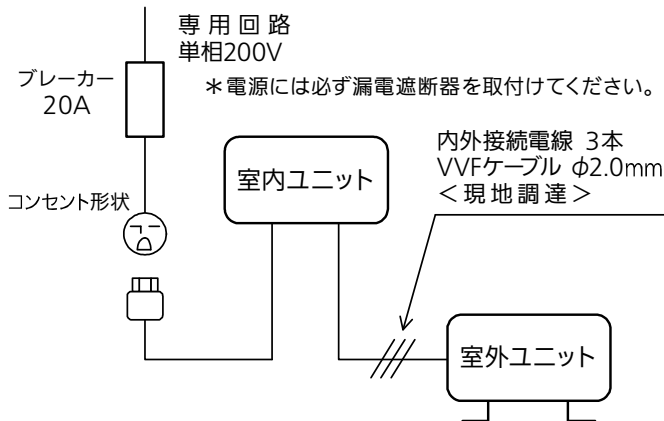 専用回路
単相200V
＊電源には必ず漏電遮断器を取付けてください。
ブレーカー
20A
コンセント形状
室内ユニット
内外接続電線 3本
VVFケーブル φ2.0mm
＜現地調達＞
室外ユニット